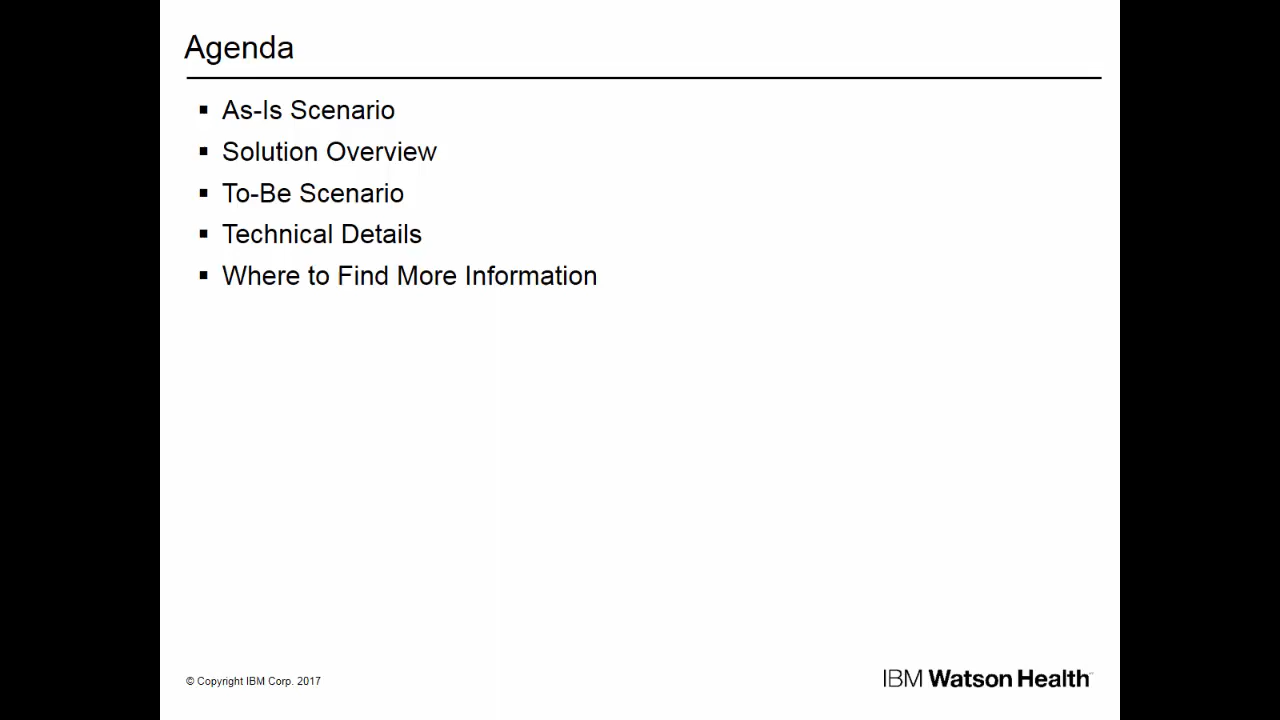 Agenda
▪ As-Is Scenario
▪ Solution Overview
▪ To-Be Scenario
▪ Technical Details
▪ Where to Find More Information
© Copyright IBM Corp. 2017
IBM Watson Health